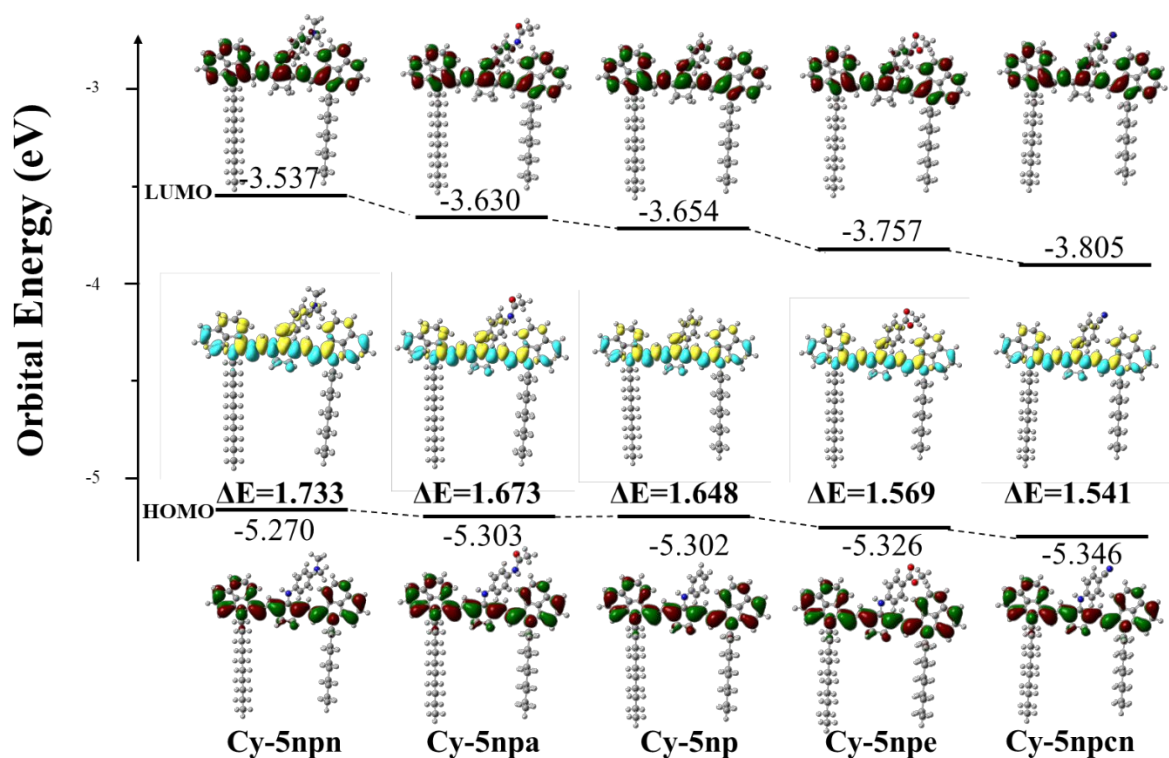 Orbital Energy (eV)
-3
-4
-5
LUMO
-3.537
-3.630
-3.654
-3.757
-3.805
ΔE=1.733
ΔE=1.673
ΔE=1.648
ΔE=1.569
ΔE=1.541
HOMO
-5.270
-5.303
-5.302
-5.326
-5.346
Cy-5npn
Cy-5npa
Cy-5np
Cy-5npe
Cy-5npcn